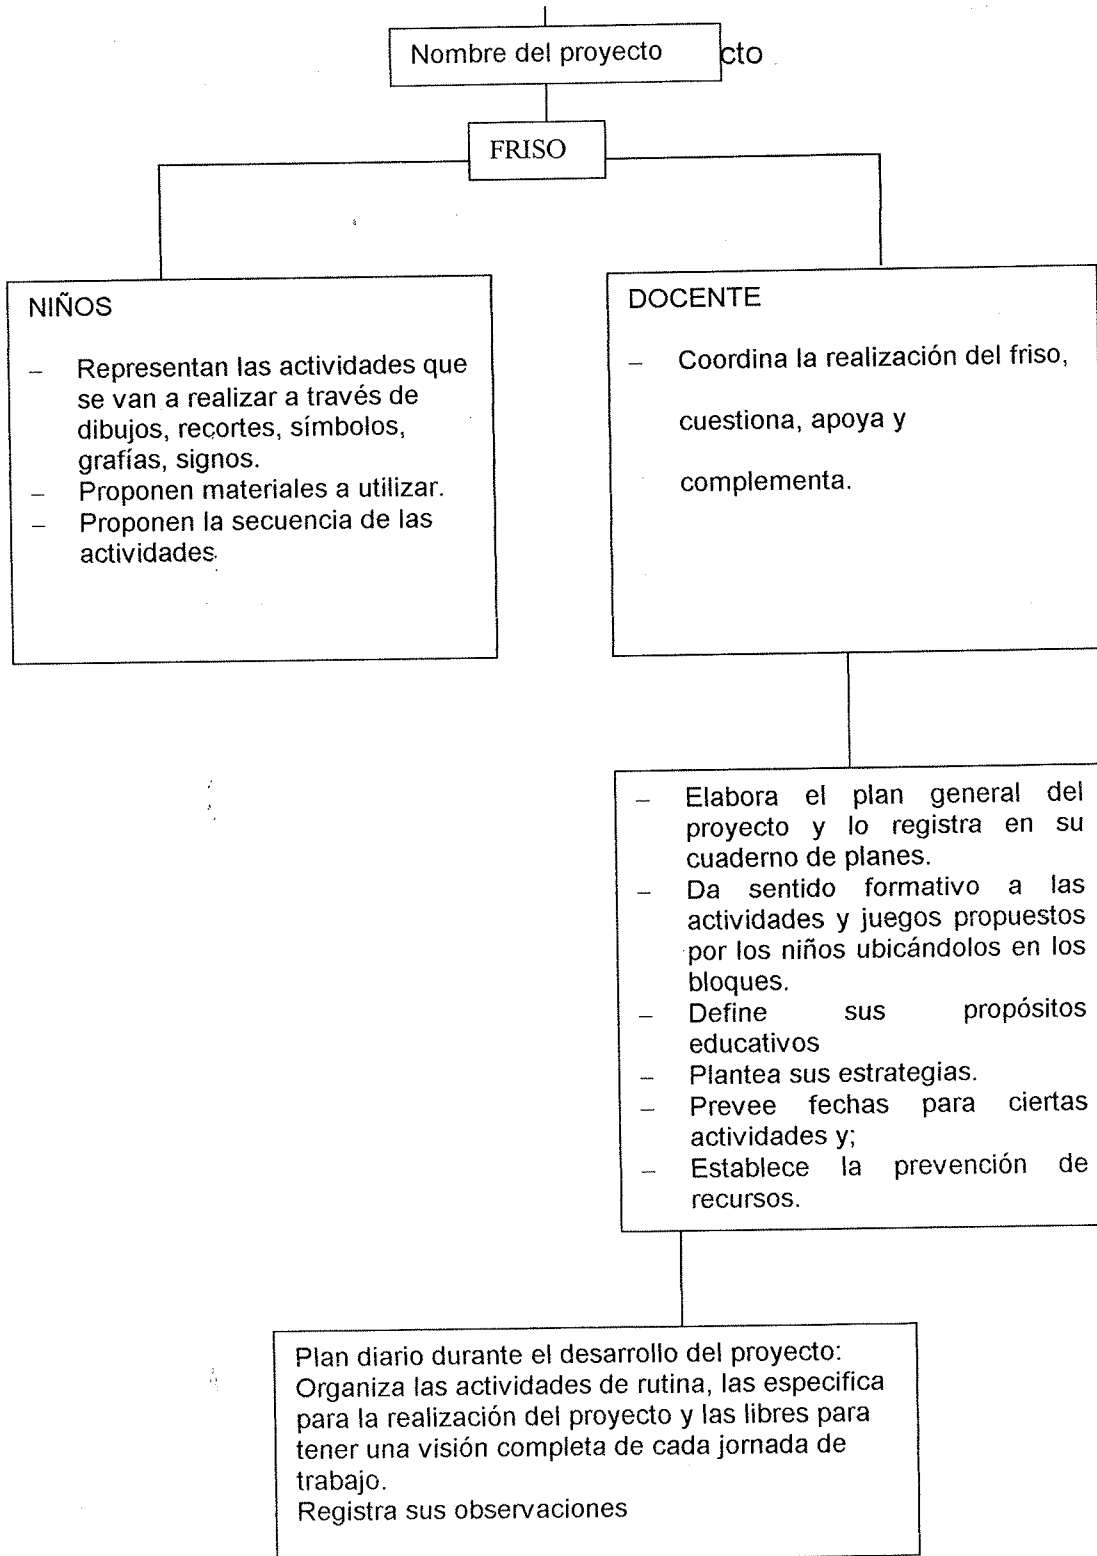 Nombre del proyecto cto
FRISO
NIÑOS
– Representan las actividades que
se van a realizar a través de
dibujos, recortes, símbolos,
grafías, signos.
– Proponen materiales a utilizar.
– Proponen la secuencia de las
actividades.
DOCENTE
– Coordina la realización del friso,
cuestiona, apoya y
complementa.
– Elabora el plan general del
proyecto y lo registra en su
cuaderno de planes.
– Da sentido formativo a las
actividades y juegos propuestos
por los niños ubicándolos en los
bloques.
– Define sus propósitos
educativos
– Plantea sus estrategias.
– Prevee fechas para ciertas
actividades y;
– Establece la prevención de
recursos.
Plan diario durante el desarrollo del proyecto:
Organiza las actividades de rutina, las especifica
para la realización del proyecto y las libres para
tener una visión completa de cada jornada de
trabajo.
Registra sus observaciones